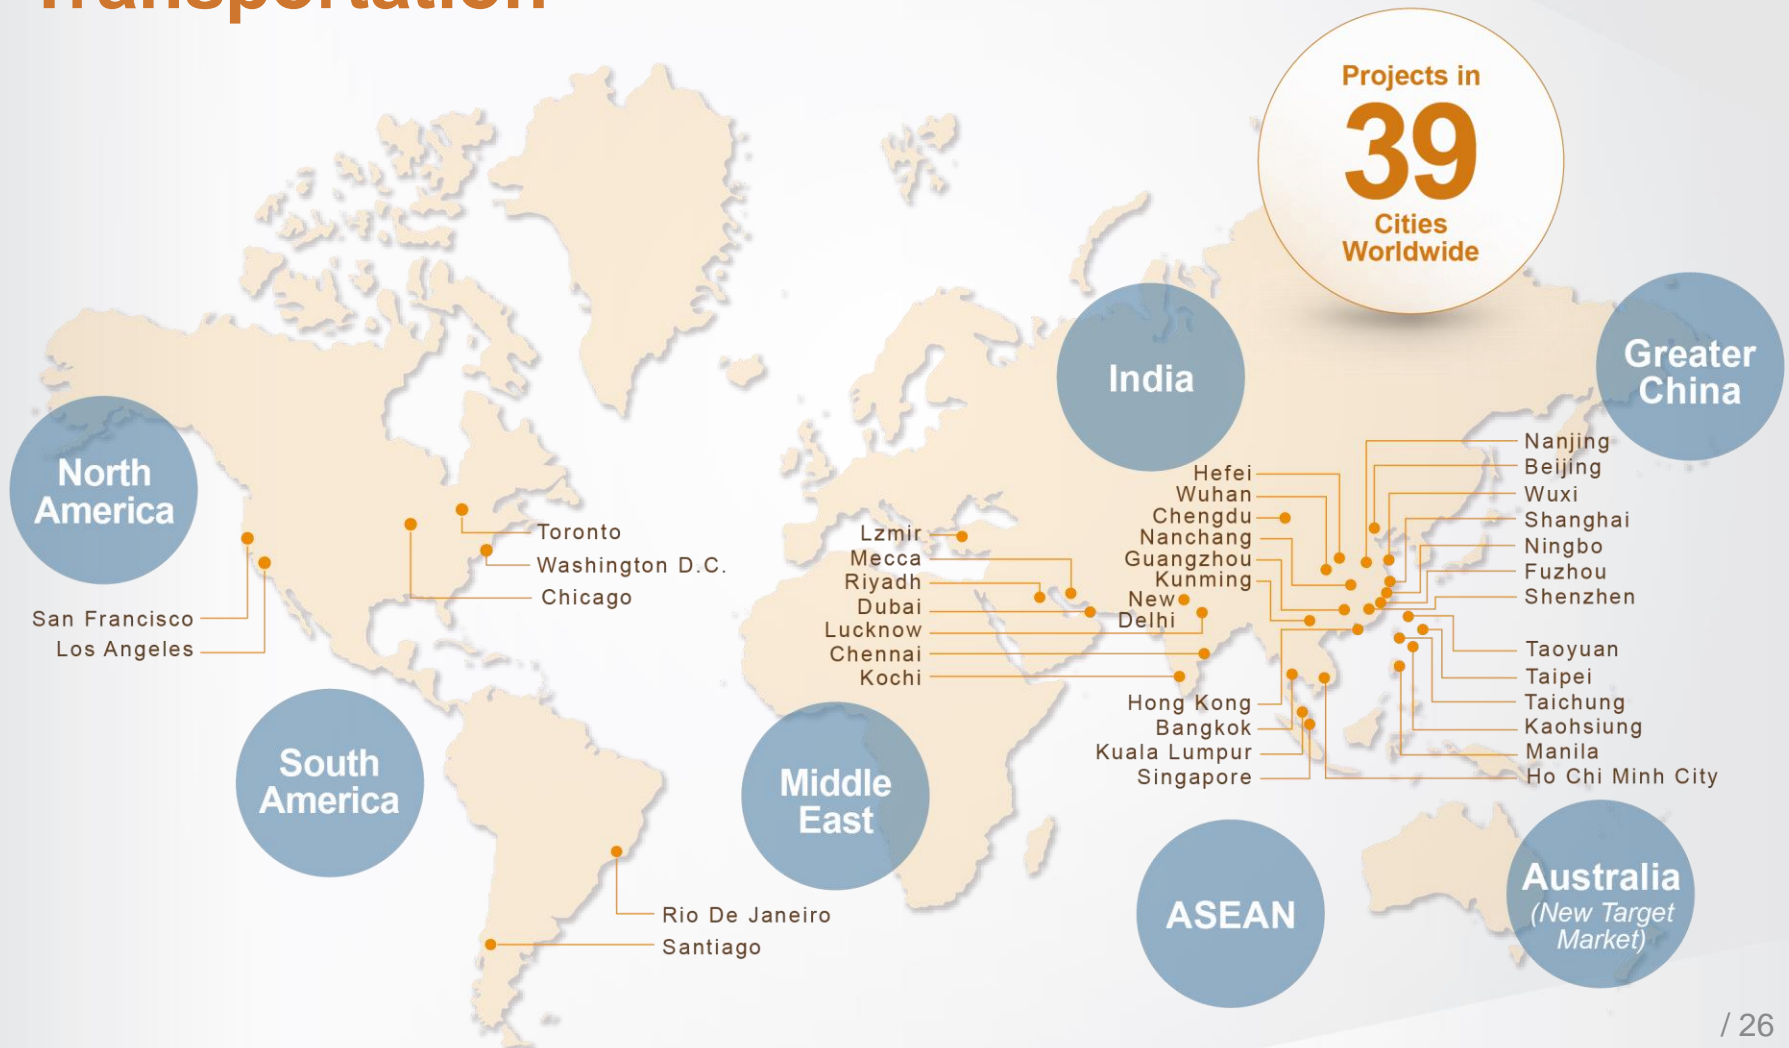 Transportation
Projects in
39
Cities
Worldwide
India
Greater
China
North
America
Nanjing
Beijing
Wuxi
Shanghai
Ningbo
Fuzhou
Shenzhen
Hefei
Wuhan
Chengdu
Nanchang
Guangzhou
Kunming
New
Delhi
Lzmir
Mecca
Riyadh
Dubai
Lucknow
Chennai
Kochi
Toronto
Washington D.C.
Chicago
San Francisco
Los Angeles
Taoyuan
Taipei
Taichung
Kaohsiung
Manila
Ho Chi Minh City
Hong Kong
Bangkok
Kuala Lumpur
Singapore
South
America
Middle
East
Rio De Janeiro
Santiago
ASEAN
Australia
(New Target
Market)
/ 26